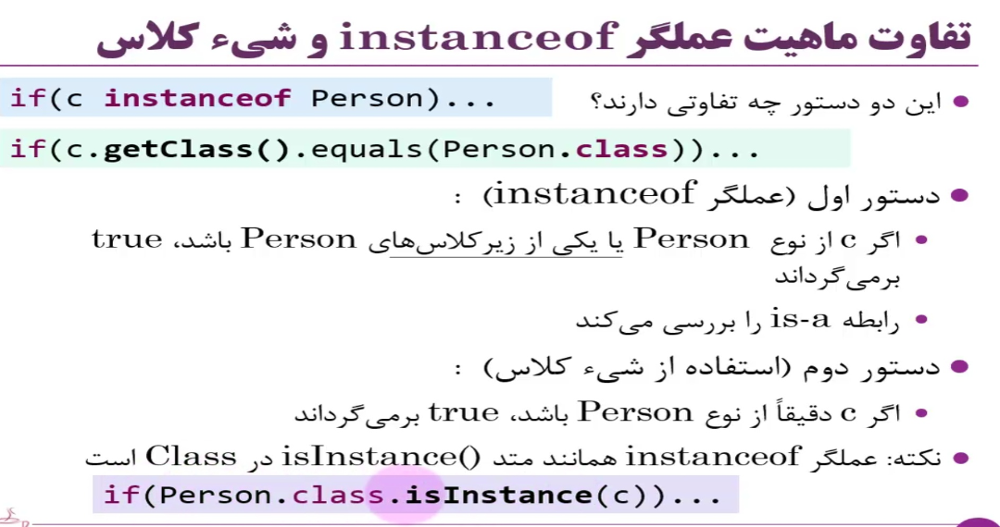 تفاوت ماهیت عملگر instanceof و شیء کلاس
این دو دستور چه تفاوتی دارند؟
if(c instanceof Person)...
if(c.getClass().equals(Person.class))...
دستور اول (عملگر instanceof) :
اگر c از نوع Person یا یکی از زیرکلاس‌های Person باشد، true
برمی‌گرداند
رابطه is-a را بررسی می‌کند
دستور دوم (استفاده از شیء کلاس) :
اگر c دقیقاً از نوع Person باشد، true برمی‌گرداند
نکته: عملگر instanceof همانند متد isInstance() در Class است
if(Person.class.isInstance(c))...